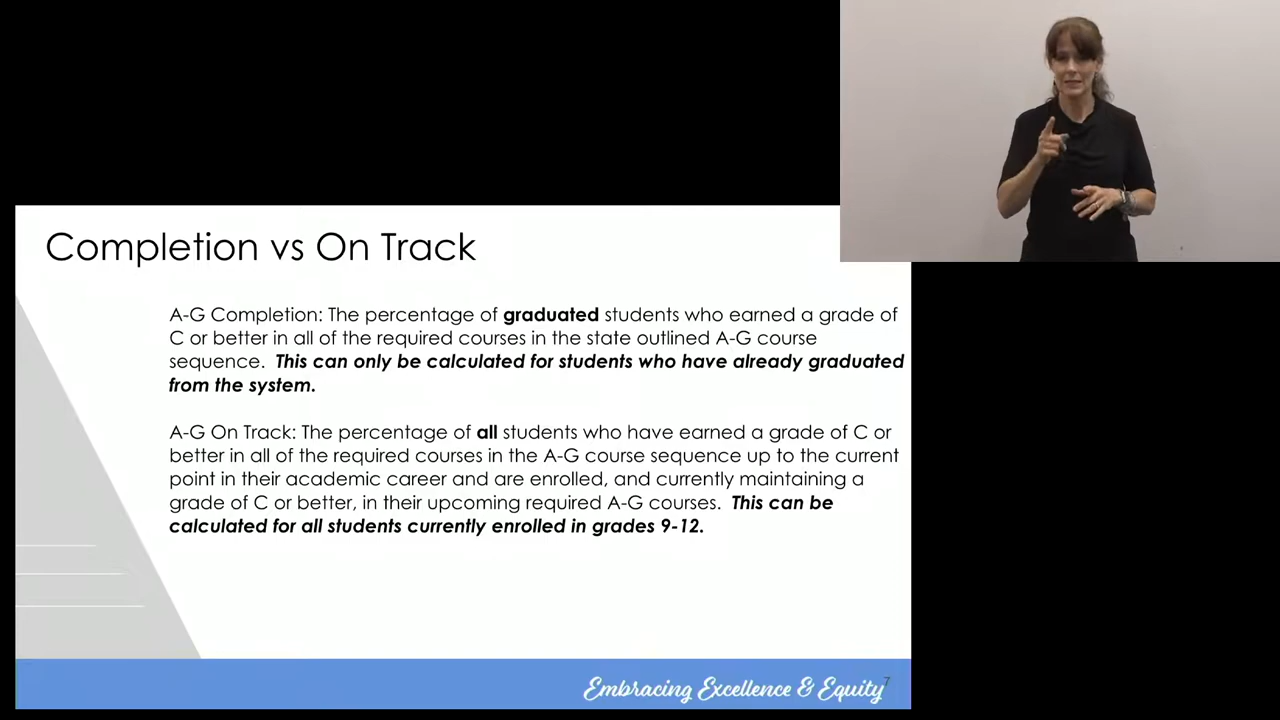 Completion vs On Track
A-G Completion: The percentage of graduated students who earned a grade of
C or better in all of the required courses in the state outlined A-G course
sequence. This can only be calculated for students who have already graduated
from the system.
A-G On Track: The percentage of all students who have earned a grade of C or
better in all of the required courses in the A-G course sequence up to the current
point in their academic career and are enrolled, and currently maintaining a
grade of C or better, in their upcoming required A-G courses. This can be
calculated for all students currently enrolled in grades 9-12.
Embracing Excellence & Equity
7